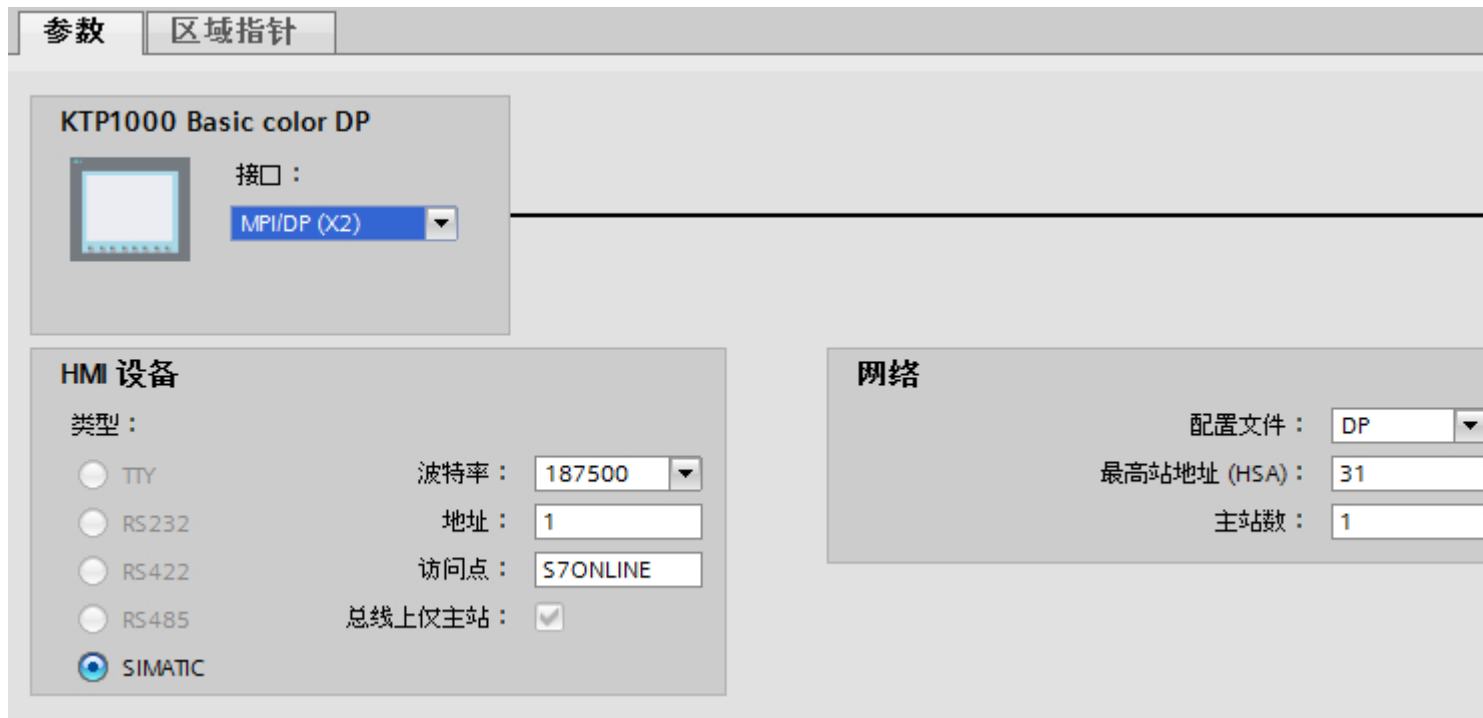 参数 区域指针
KTP1000 Basic color DP
接口：
MPI/DP (X2)
HMI 设备
类型：
TTY 波特率： 187500
RS232 地址： 1
RS422 访问点： S7ONLINE
RS485 总线上仅主站：
SIMATIC
网络
配置文件： DP
最高站地址 (HSA)： 31
主站数： 1